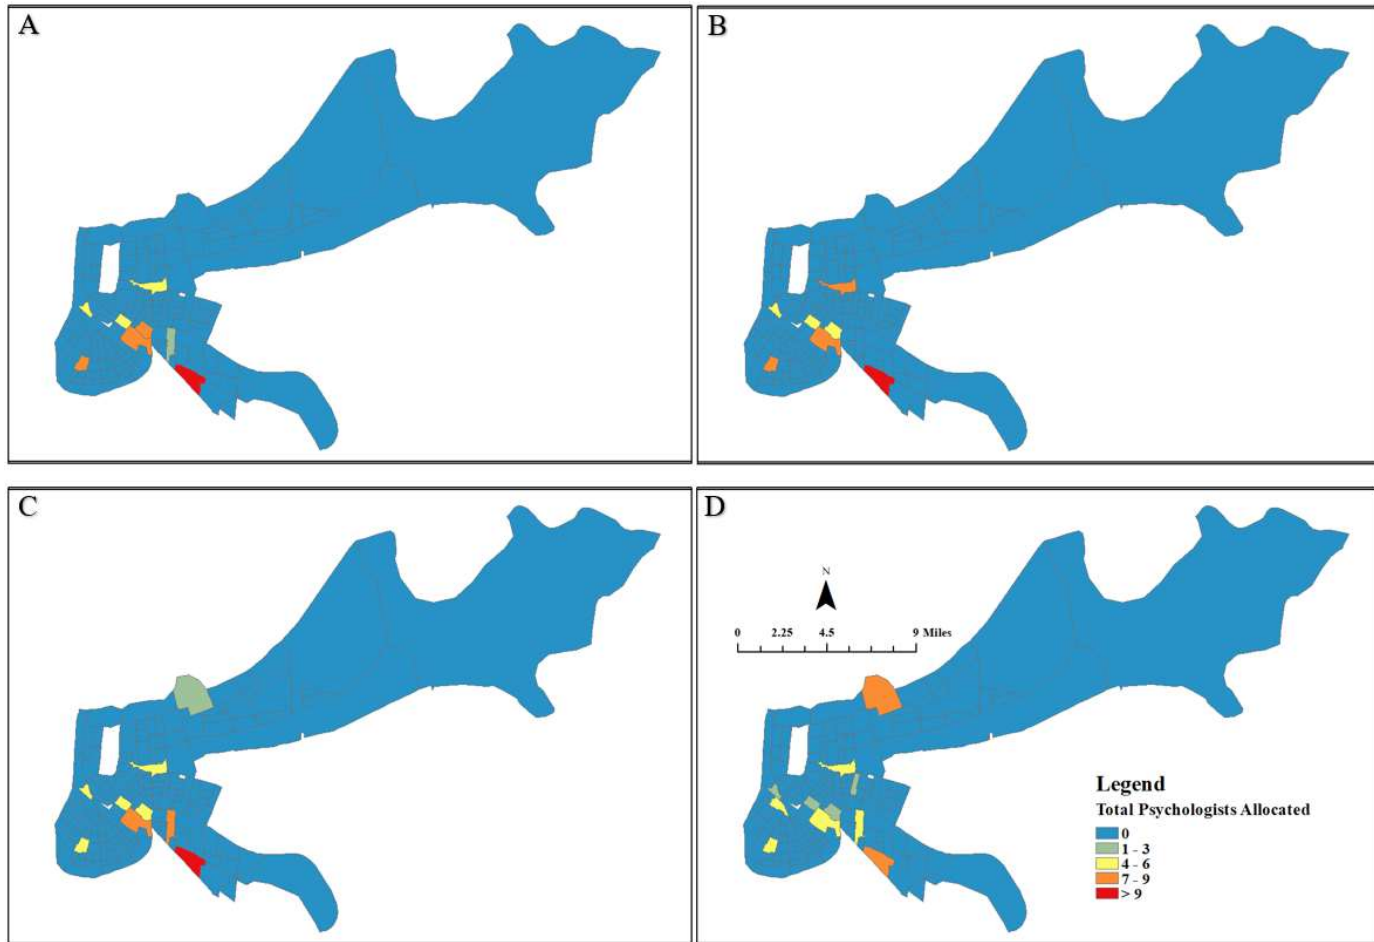 A
B
C
D
N
0 2.25 4.5 9 Miles
Legend
Total Psychologists Allocated
0
1 - 3
4 - 6
7 - 9
> 9